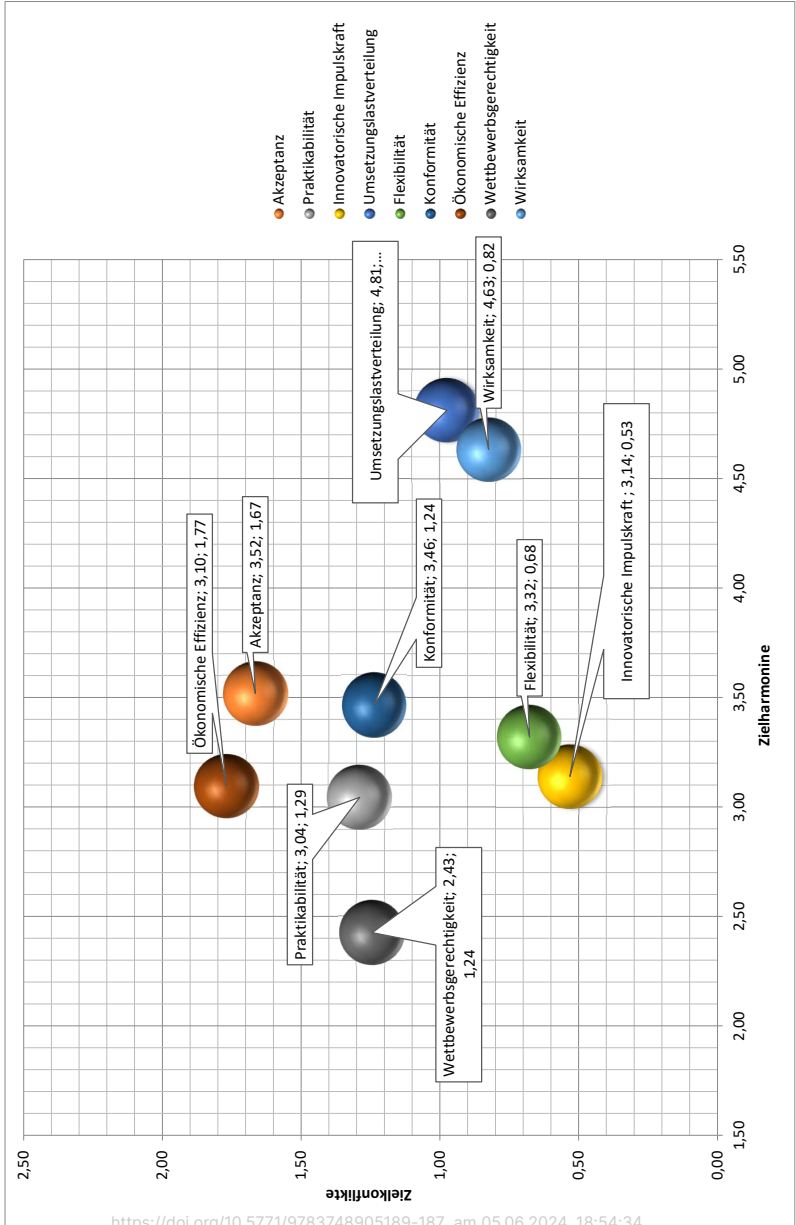 2,50
2,00
1,50
1,00
0,50
0,00
1,50
2,00
2,50
3,00
3,50
4,00
4,50
5,00
5,50
Zielkonflikte
Zielharmonine
Ökonomische Effizienz; 3,10; 1,77
Akzeptanz; 3,52; 1,67
Praktikabilität; 3,04; 1,29
Konformität; 3,46; 1,24
Wettbewerbsgerechtigkeit; 2,43;
1,24
Umsetzungslastverteilung; 4,81;...
Wirksamkeit; 4,63; 0,82
Flexibilität; 3,32; 0,68
Innovatorische Impulskraft ; 3,14; 0,53
Akzeptanz
Praktikabilität
Innovatorische Impulskraft
Umsetzungslastverteilung
Flexibilität
Konformität
Ökonomische Effizienz
Wettbewerbsgerechtigkeit
Wirksamkeit
https://doi.org/10.5771/9783748905189-187, am 05.06.2024, 18:54:34